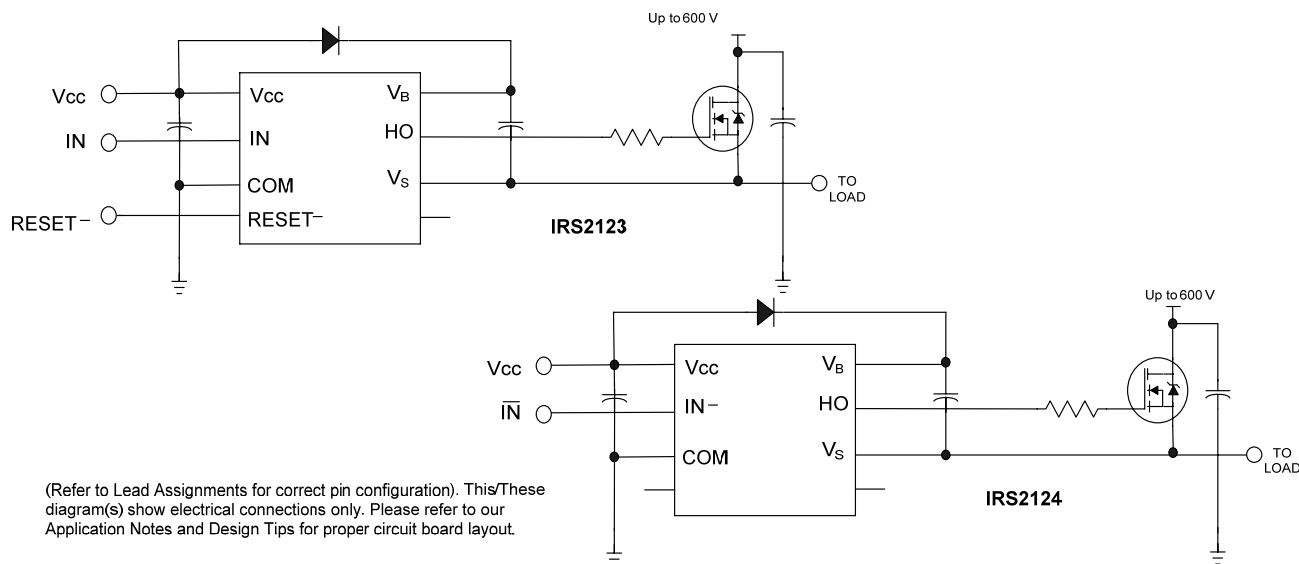 Up to 600 V
Vcc
Vcc
VB
IN
IN
HO
COM
VS
TO
LOAD
RESET–
RESET–
IRS2123
Up to 600 V
Vcc
Vcc
VB
IN
IN–
HO
COM
VS
TO
LOAD
IRS2124
(Refer to Lead Assignments for correct pin configuration). This/These
diagram(s) show electrical connections only. Please refer to our
Application Notes and Design Tips for proper circuit board layout.